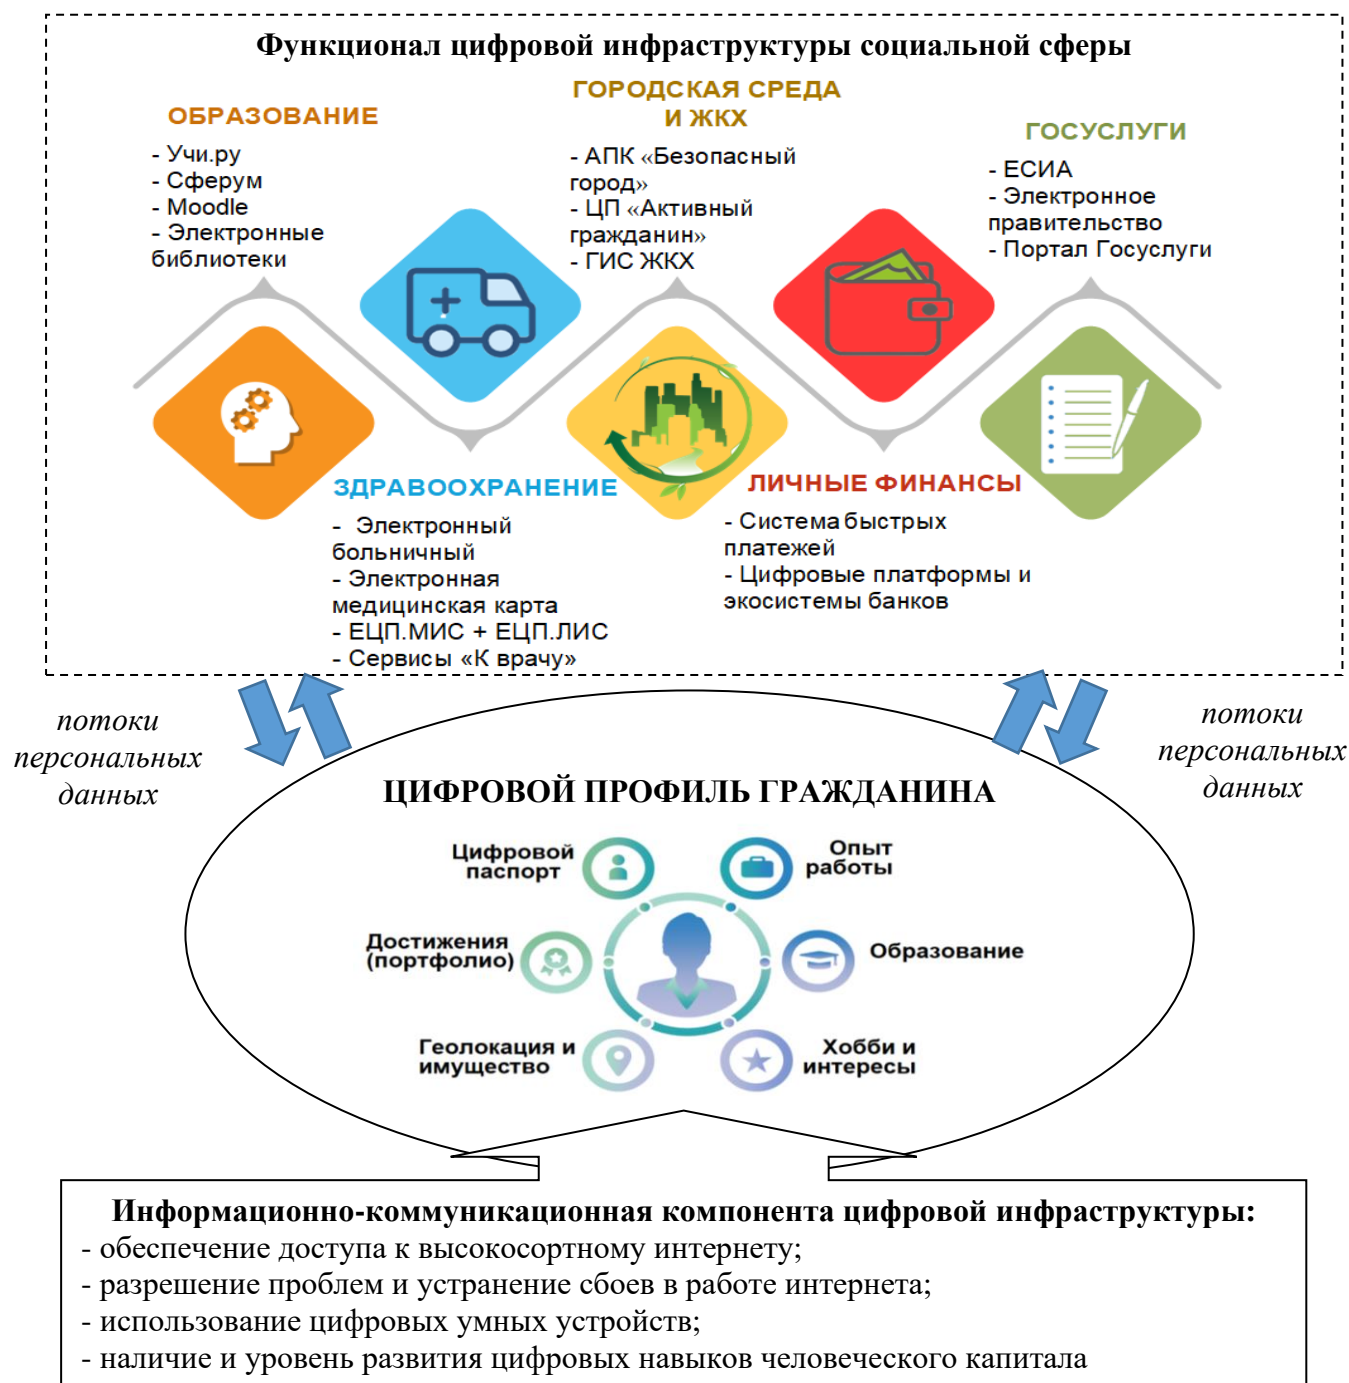 Функционал цифровой инфраструктуры социальной сферы
ОБРАЗОВАНИЕ
- Учи.ру
- Сферум
- Moodle
- Электронные
библиотеки
ГОРОДСКАЯ СРЕДА
И ЖКХ
- АПК «Безопасный
город»
- ЦП «Активный
гражданин»
- ГИС ЖКХ
ГОСУСЛУГИ
- ЕСИА
- Электронное
правительство
- Портал Госуслуги
ЗДРАВООХРАНЕНИЕ
- Электронный
больничный
- Электронная
медицинская карта
- ЕЦП.МИС + ЕЦП.ЛИС
- Сервисы «К врачу»
ЛИЧНЫЕ ФИНАНСЫ
- Система быстрых
платежей
- Цифровые платформы и
экосистемы банков
потоки
персональных
данных
потоки
персональных
данных
ЦИФРОВОЙ ПРОФИЛЬ ГРАЖДАНИНА
Цифровой
паспорт
Опыт
работы
Достижения
(портфолио)
Образование
Геолокация и
имущество
Хобби и
интересы
Информационно-коммуникационная компонента цифровой инфраструктуры:
- обеспечение доступа к высокосортному интернету;
- разрешение проблем и устранение сбоев в работе интернета;
- использование цифровых умных устройств;
- наличие и уровень развития цифровых навыков человеческого капитала